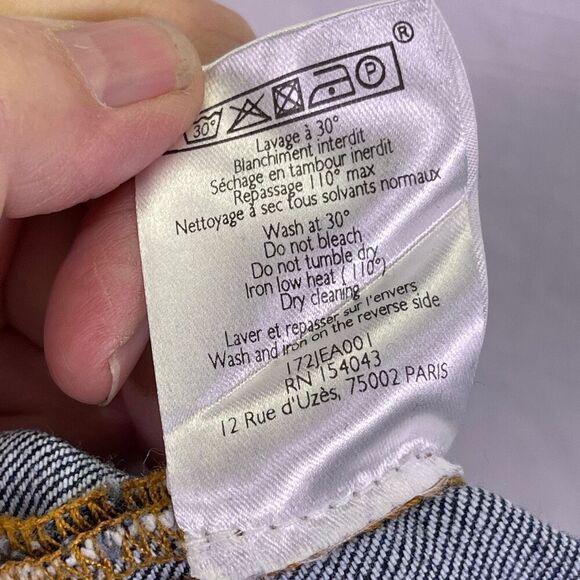 ®
30° P
Lavage à 30°
Blanchiment interdit
Séchage en tambour inerdit
Repassage 110° max
Nettoyage à sec tous solvants normaux
Wash at 30°
Do not bleach
Do not tumble dry
Iron low heat ( 110°)
Dry cleaning
Laver et repasser sur l'envers
Wash and iron on the reverse side
172JEA001
RN 154043
12 Rue d'Uzès, 75002 PARIS